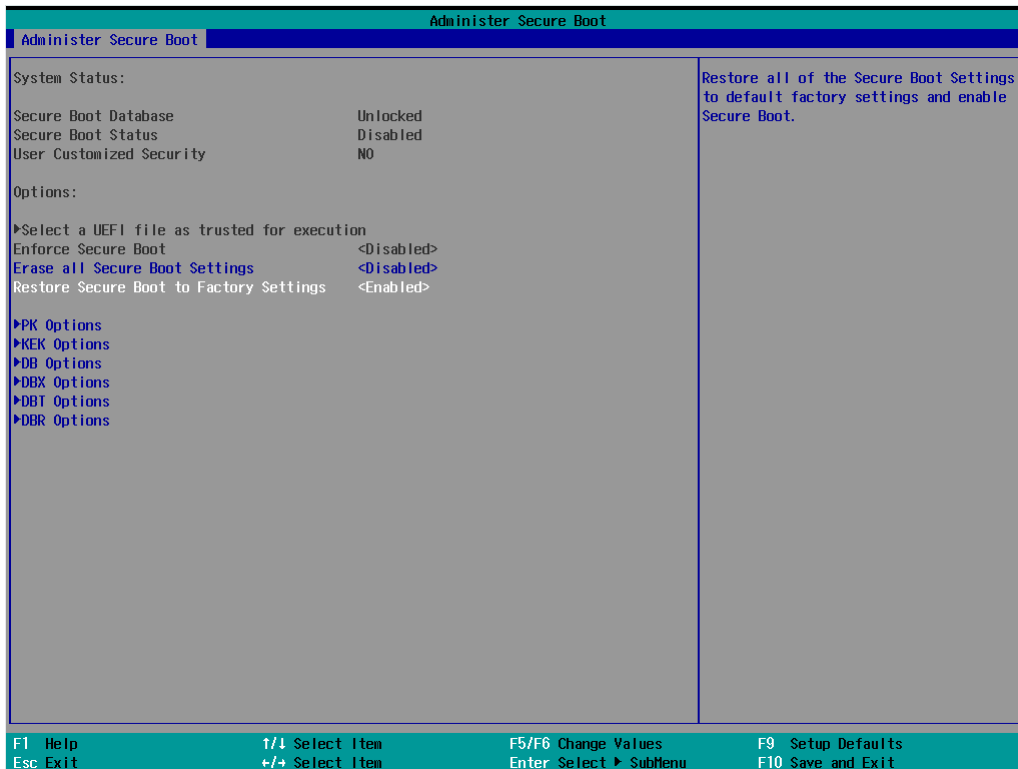 Administer Secure Boot
Administer Secure Boot
System Status:
Secure Boot Database Unlocked
Secure Boot Status Disabled
User Customized Security NO
Options:
▶Select a UEFI file as trusted for execution
Enforce Secure Boot <Disabled>
Erase all Secure Boot Settings <Disabled>
Restore Secure Boot to Factory Settings <Enabled>
▶PK Options
▶KEK Options
▶DB Options
▶DBX Options
▶DBT Options
▶DBR Options
Restore all of the Secure Boot Settings
to default factory settings and enable
Secure Boot.
F1 Help ↑/↓ Select Item F5/F6 Change Values F9 Setup Defaults
Esc Exit ←/→ Select Item Enter Select ▶ SubMenu F10 Save and Exit